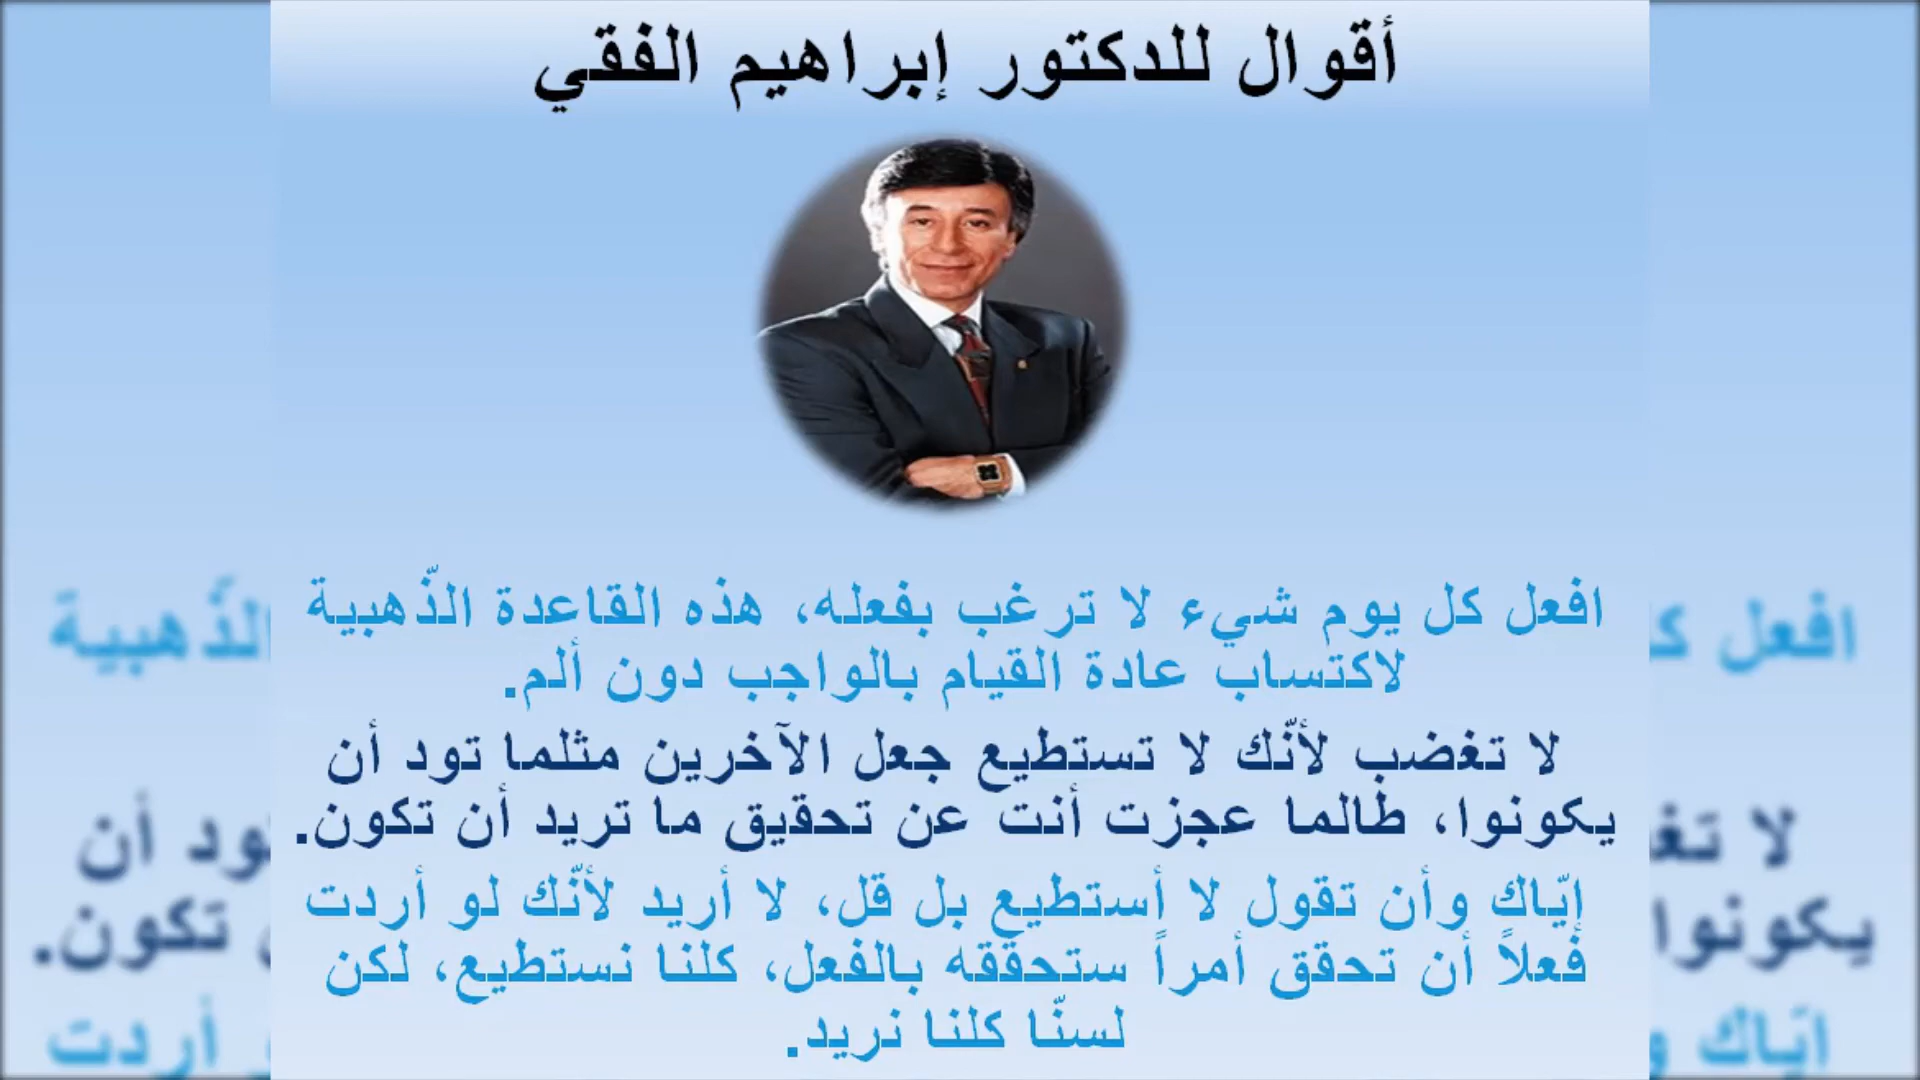 أقوال للدكتور إبراهيم الفقي
افعل كل يوم شيء لا ترغب بفعله، هذه القاعدة الذّهبية
لاكتساب عادة القيام بالواجب دون ألم.
لا تغضب لأنّك لا تستطيع جعل الآخرين مثلما تود أن
يكونوا، طالما عجزت أنت عن تحقيق ما تريد أن تكون.
إيّاك وأن تقول لا أستطيع بل قل، لا أريد لأنّك لو أردت
فعلاً أن تحقق أمراً ستحقّقه بالفعل، كلنا نستطيع، لكن
لسنّا كلنا نريد.